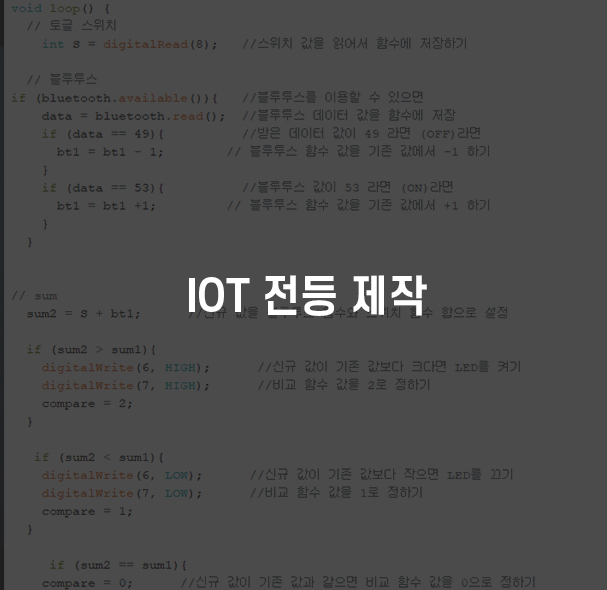 void loop() {
// 토글 스위치
int S = digitalRead(8); //스위치 값을 읽어서 함수에 저장하기
// 블루투스
if (bluetooth.available()){ //블루투스를 이용할 수 있으면
data = bluetooth.read(); //블루투스 데이터 값을 함수에 저장
if (data == 49){ //받은 데이터 값이 49 라면 (OFF)라면
bt1 = bt1 - 1; // 블루투스 함수 값을 기존 값에서 -1 하기
}
if (data == 53){ //블루투스 값이 53 라면 (ON)라면
bt1 = bt1 +1; // 블루투스 함수 값을 기존 값에서 +1 하기
}
}
IOT 전등 제작
// sum
sum2 = S + bt1; //신규 값을 함수 합으로 설정
if (sum2 > sum1){
digitalWrite(6, HIGH); //신규 값이 기존 값보다 크다면 LED를 켜기
digitalWrite(7, HIGH); //비교 함수 값을 2로 정하기
compare = 2;
}
if (sum2 < sum1){
digitalWrite(6, LOW); //신규 값이 기존 값보다 작으면 LED를 끄기
digitalWrite(7, LOW); //비교 함수 값을 1로 정하기
compare = 1;
}
if (sum2 == sum1){
compare = 0; //신규 값이 기존 값과 같으면 비교 함수 값을 0으로 정하기